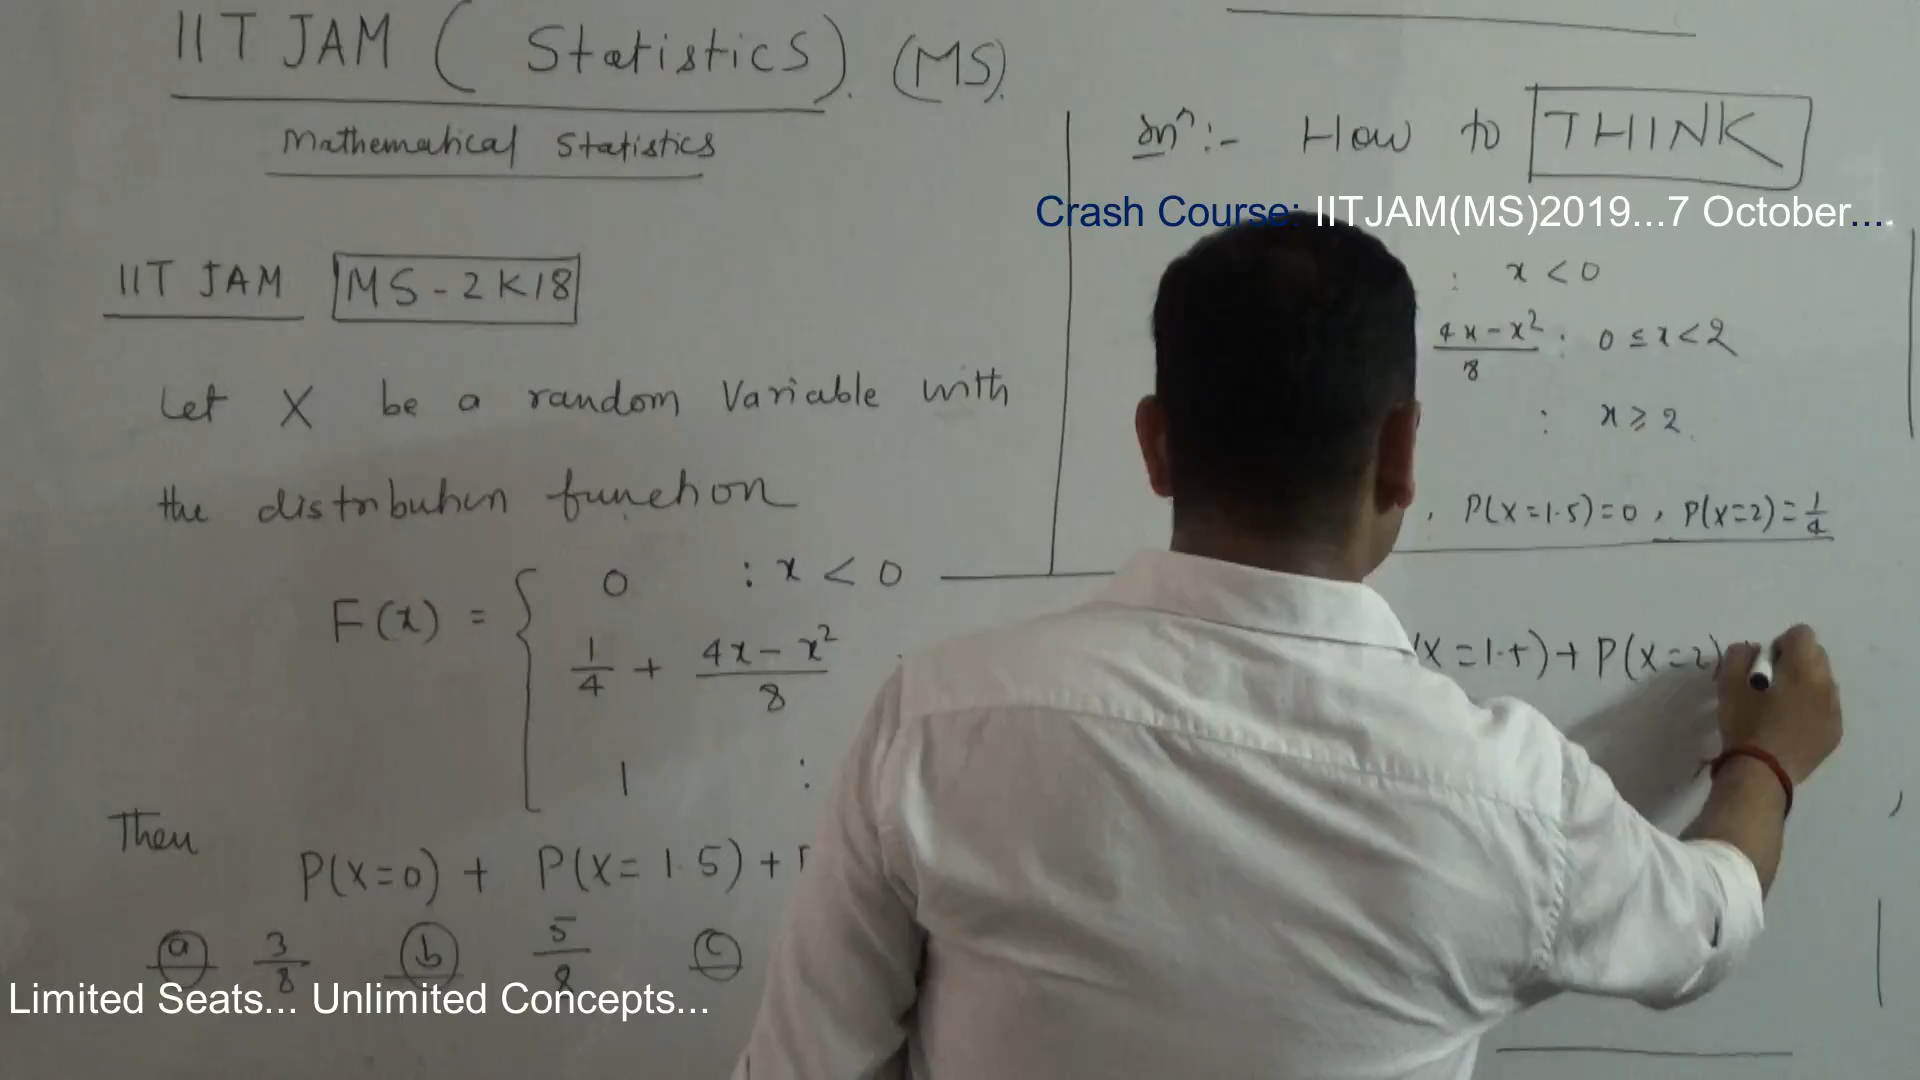 IIT JAM ( Statistics). (MS).
Mathematical Statistics
IIT JAM MS-2K18
Let X be a random Variable with
the distribution function
F(x) = { 0 : x < 0
1/4 + (4x - x²)/8
1 :
Then
P(X=0) + P(X=1.5) +
(a) 3/8 (b) 5/8 (c)
Limited Seats... Unlimited Concepts...
:- How to THINK
Crash Course: IITJAM(MS)2019...7 October....
: x < 0
(4x-x²)/8 : 0 ≤ x < 2
: x ⩾ 2.
, P(X=1.5)=0, P(X=2)=1/4
(X=1.5)+ P(X=2)